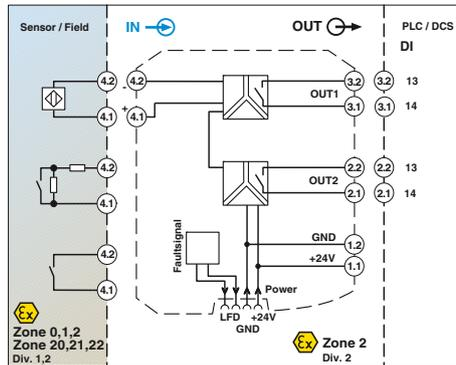 Sensor / Field
IN
OUT
PLC / DCS
DI
4.2
-
4.2
3.2
3.2
13
OUT1
+
4.1
4.1
3.1
3.1
14
4.2
2.2
2.2
13
OUT2
4.1
2.1
2.1
14
Faultsignal
GND
1.2
4.2
+24V
1.1
4.1
Power
LFD
+24V
GND
Ex
Zone 0,1,2
Zone 20,21,22
Div. 1,2
Ex
Zone 2
Div. 2